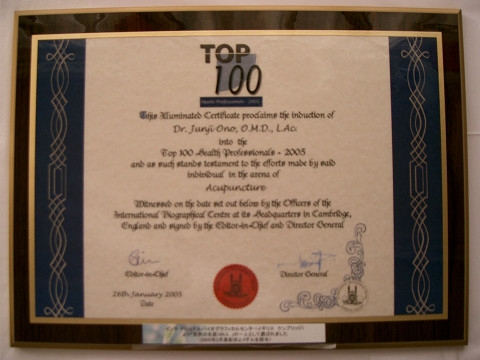 TOP
100
Health Professionals 2005
This Illuminated Certificate proclaims the induction of
Dr. Junji Ono, O.M.D., L.Ac.
into the
Top 100 Health Professionals - 2005
and as such stands testament to the efforts made by said
individual in the arena of
Acupuncture
Witnessed on the date set out below by the Officers of the
International Biographical Centre at its Headquarters in Cambridge,
England and signed by the Editor-in-Chief and Director General
Editor-in-Chief
Director General
26th January 2005
Date